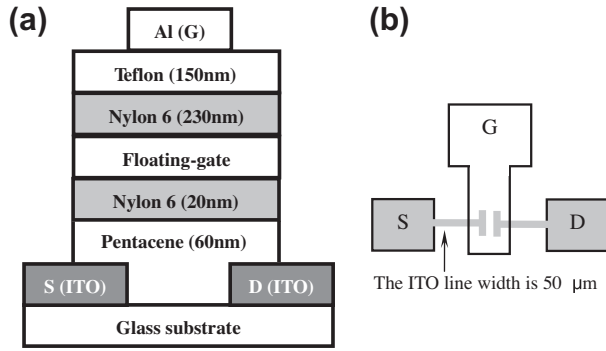 (a)
Al (G)
Teflon (150nm)
Nylon 6 (230nm)
Floating-gate
Nylon 6 (20nm)
Pentacene (60nm)
S (ITO) D (ITO)
Glass substrate
(b)
G
S D
The ITO line width is 50 μm